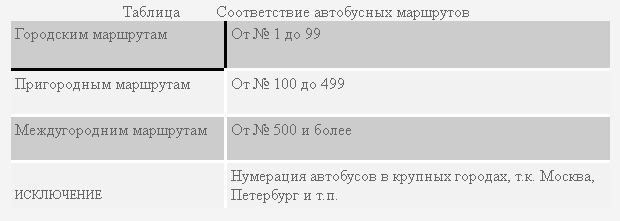 Таблица Соответствие автобусных маршрутов
Городским маршрутам От № 1 до 99
Пригородным маршрутам От № 100 до 499
Междугородним маршрутам От № 500 и более
ИСКЛЮЧЕНИЕ Нумерация автобусов в крупных городах, т.к. Москва,
Петербург и т.п.